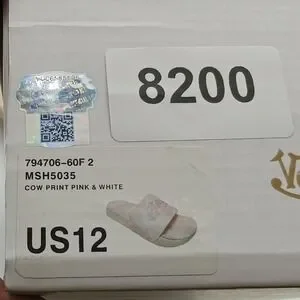 8200
794706-60F 2
MSH5035
COW PRINT PINK & WHITE
US12